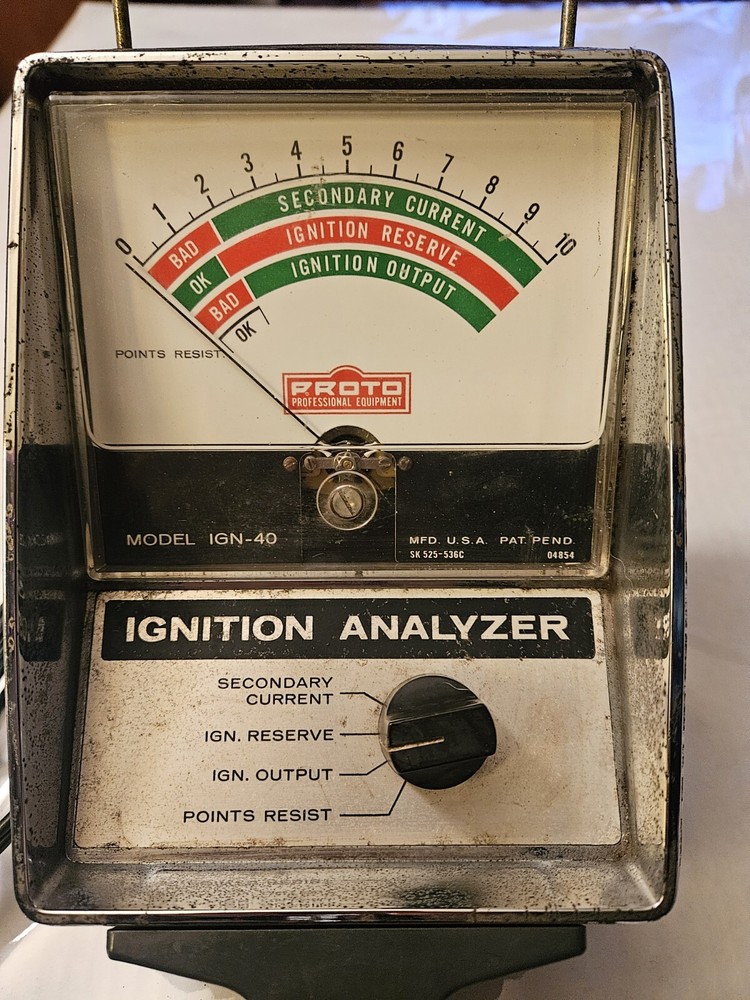 0 1 2 3 4 5 6 7 8 9 10
BAD SECONDARY CURRENT
OK IGNITION RESERVE
BAD IGNITION OUTPUT
OK
POINTS RESIST.
PROTO
PROFESSIONAL EQUIPMENT
MODEL IGN-40
MFD. U.S.A. PAT. PEND.
SK 525-536C 04854
IGNITION ANALYZER
SECONDARY
CURRENT
IGN. RESERVE
IGN. OUTPUT
POINTS RESIST